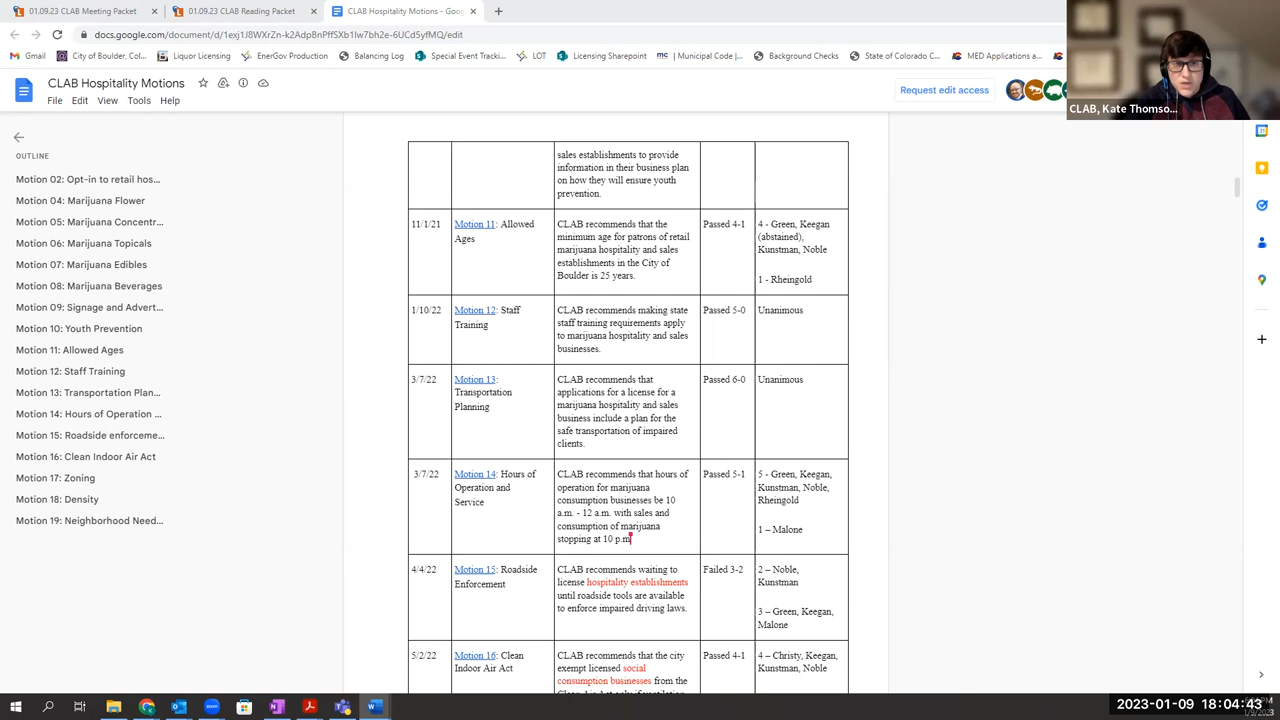 01.09.23 CLAB Meeting Packet
01.09.23 CLAB Reading Packet
CLAB Hospitality Motions - Goo
docs.google.com/document/d/1exj1J8WXrZn-k2AdpBnPffSXb1Iw7bh2e-6UCd5yfMQ/edit
Gmail
City of Boulder, Col...
Liquor Licensing
EnerGov Production
Balancing Log
Special Event Tracki...
LOT
Licensing Sharepoint
Municipal Code |...
Background Checks
State of Colorado C...
MED Applications a...
CLAB Hospitality Motions
File Edit View Tools Help
Request edit access
CLAB, Kate Thomso...
OUTLINE
Motion 02: Opt-in to retail hos...
Motion 04: Marijuana Flower
Motion 05: Marijuana Concentr...
Motion 06: Marijuana Topicals
Motion 07: Marijuana Edibles
Motion 08: Marijuana Beverages
Motion 09: Signage and Advert...
Motion 10: Youth Prevention
Motion 11: Allowed Ages
Motion 12: Staff Training
Motion 13: Transportation Plan...
Motion 14: Hours of Operation ...
Motion 15: Roadside enforceme...
Motion 16: Clean Indoor Air Act
Motion 17: Zoning
Motion 18: Density
Motion 19: Neighborhood Need...
sales establishments to provide
information in their business plan
on how they will ensure youth
prevention.
11/1/21
Motion 11: Allowed
Ages
CLAB recommends that the
minimum age for patrons of retail
marijuana hospitality and sales
establishments in the City of
Boulder is 25 years.
Passed 4-1
4 - Green, Keegan
(abstained),
Kunstman, Noble
1 - Rheingold
1/10/22
Motion 12: Staff
Training
CLAB recommends making state
staff training requirements apply
to marijuana hospitality and sales
businesses.
Passed 5-0
Unanimous
3/7/22
Motion 13:
Transportation
Planning
CLAB recommends that
applications for a license for a
marijuana hospitality and sales
business include a plan for the
safe transportation of impaired
clients.
Passed 6-0
Unanimous
3/7/22
Motion 14: Hours of
Operation and
Service
CLAB recommends that hours of
operation for marijuana
consumption businesses be 10
a.m. - 12 a.m. with sales and
consumption of marijuana
stopping at 10 p.m
Passed 5-1
5 - Green, Keegan,
Kunstman, Noble,
Rheingold
1 – Malone
4/4/22
Motion 15: Roadside
Enforcement
CLAB recommends waiting to
license hospitality establishments
until roadside tools are available
to enforce impaired driving laws.
Failed 3-2
2 – Noble,
Kunstman
3 – Green, Keegan,
Malone
5/2/22
Motion 16: Clean
Indoor Air Act
CLAB recommends that the city
exempt licensed social
consumption businesses from the
Clean Air Act only if ventilation
Passed 4-1
4 – Christy, Keegan,
Kunstman, Noble
2023-01-09 18:04:43